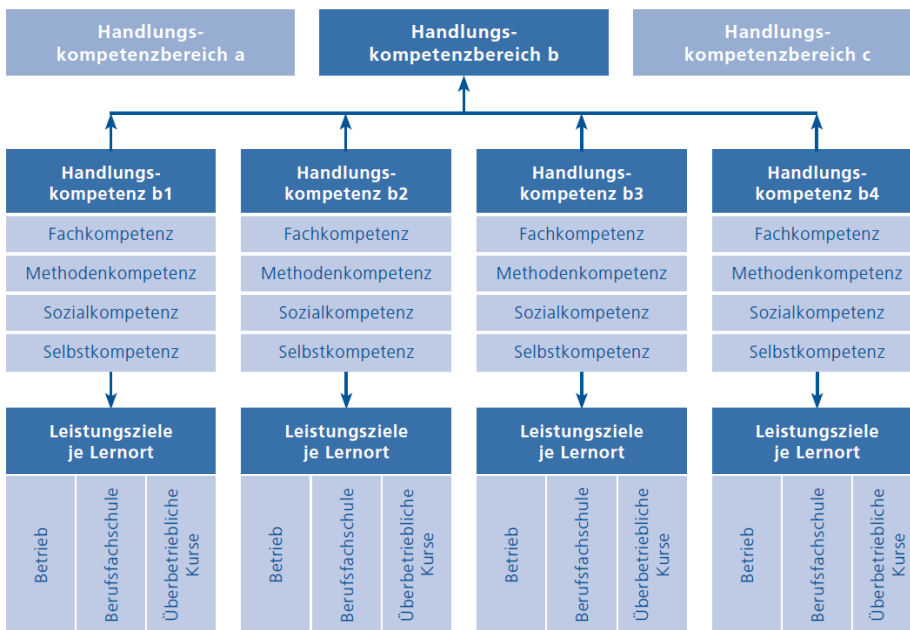 Handlungs-
kompetenzbereich a
Handlungs-
kompetenzbereich b
Handlungs-
kompetenzbereich c
Handlungs-
kompetenz b1
Fachkompetenz
Methodenkompetenz
Sozialkompetenz
Selbstkompetenz
Leistungsziele
je Lernort
Betrieb
Berufsfachschule
Überbetriebliche
Kurse
Handlungs-
kompetenz b2
Fachkompetenz
Methodenkompetenz
Sozialkompetenz
Selbstkompetenz
Leistungsziele
je Lernort
Betrieb
Berufsfachschule
Überbetriebliche
Kurse
Handlungs-
kompetenz b3
Fachkompetenz
Methodenkompetenz
Sozialkompetenz
Selbstkompetenz
Leistungsziele
je Lernort
Betrieb
Berufsfachschule
Überbetriebliche
Kurse
Handlungs-
kompetenz b4
Fachkompetenz
Methodenkompetenz
Sozialkompetenz
Selbstkompetenz
Leistungsziele
je Lernort
Betrieb
Berufsfachschule
Überbetriebliche
Kurse